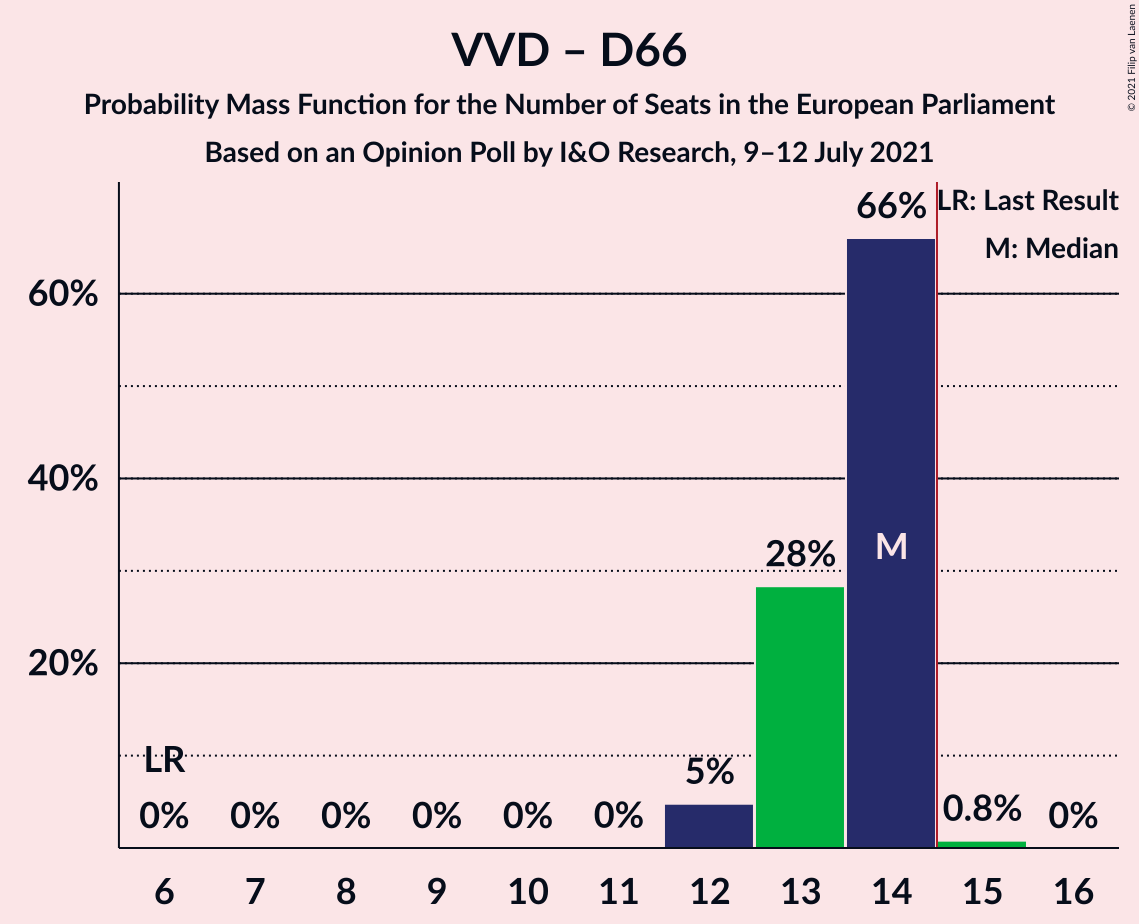 VVD – D66
Probability Mass Function for the Number of Seats in the European Parliament
Based on an Opinion Poll by I&O Research, 9–12 July 2021
© 2021 Filip van Laenen
LR: Last Result
M: Median
60%
40%
20%
LR
0% 0% 0% 0% 0% 0% 5% 28% 66% 0.8% 0%
M
6 7 8 9 10 11 12 13 14 15 16